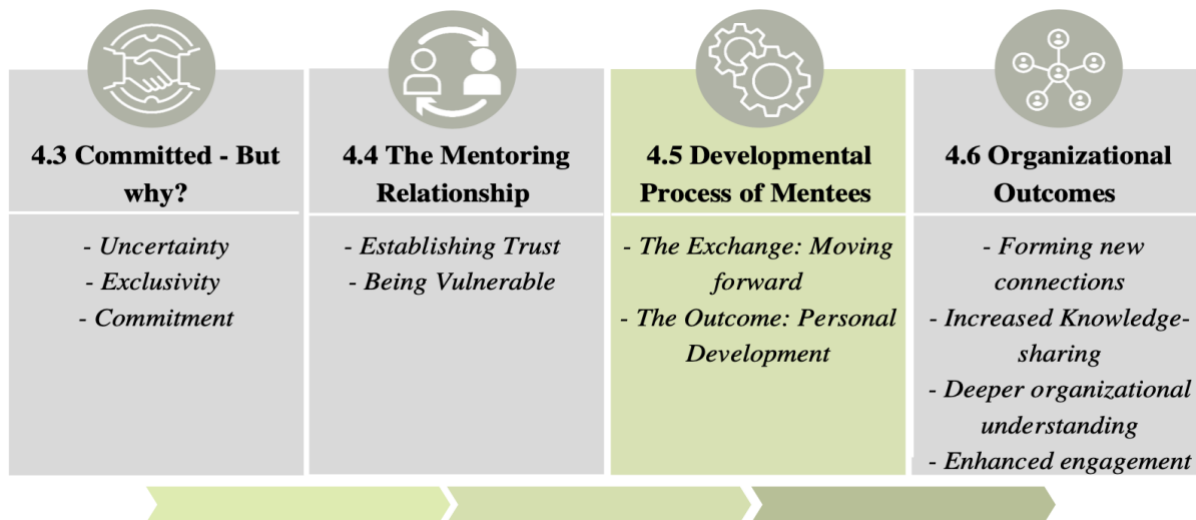 4.3 Committed - But
why?
- Uncertainty
- Exclusivity
- Commitment
4.4 The Mentoring
Relationship
- Establishing Trust
- Being Vulnerable
4.5 Developmental
Process of Mentees
- The Exchange: Moving
forward
- The Outcome: Personal
Development
4.6 Organizational
Outcomes
- Forming new
connections
- Increased Knowledge-
sharing
- Deeper organizational
understanding
- Enhanced engagement